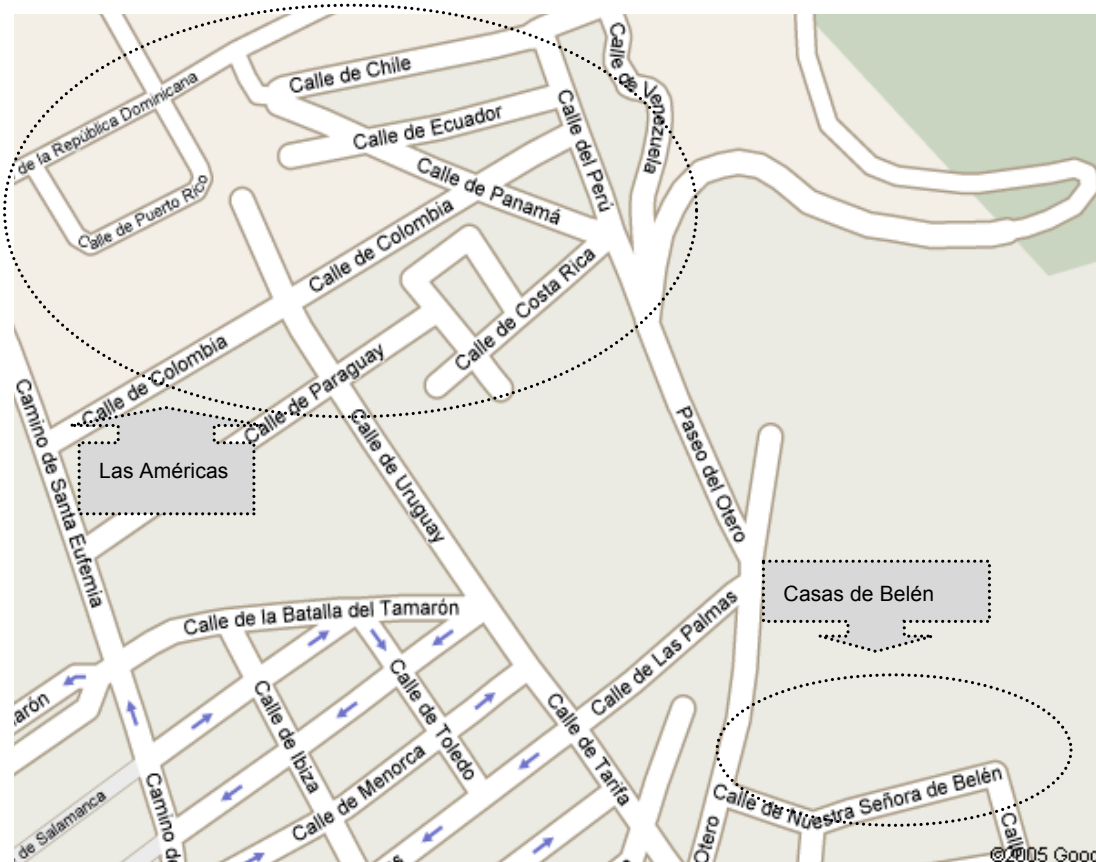 Calle de Chile
Calle de Venezuela
de la República Dominicana
Calle de Ecuador
Calle del Perú
Calle de Panamá
Calle de Puerto Rico
Calle de Colombia
Calle de Costa Rica
Calle de Colombia
Calle de Paraguay
Camino de Santa Eufemia
Las Américas
Calle de Uruguay
Paseo del Otero
Casas de Belén
Calle de la Batalla del Tamarón
Calle de Las Palmas
arón
Calle de Ibiza
Calle de Toledo
Calle de Tarifa
Calle de Menorca
Camino de
de Salamanca
Calle de Nuestra Señora de Belén
Otero
Calle
©2005 Goog